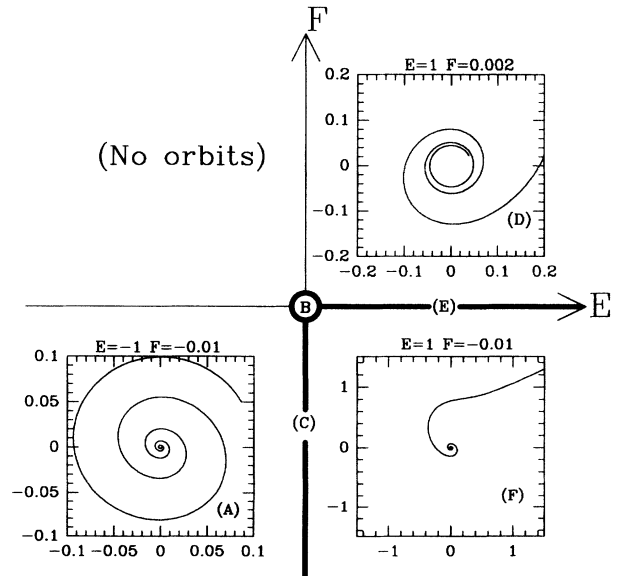 F
E=1 F=0.002
0.2
0.1
0
−0.1
−0.2
−0.2 −0.1 0 0.1 0.2
(D)
(No orbits)
B
(E)
E
E=−1 F=−0.01
0.1
0.05
0
−0.05
−0.1
−0.1 −0.05 0 0.05 0.1
(A)
(C)
E=1 F=−0.01
1
0
−1
−1 0 1
(F)